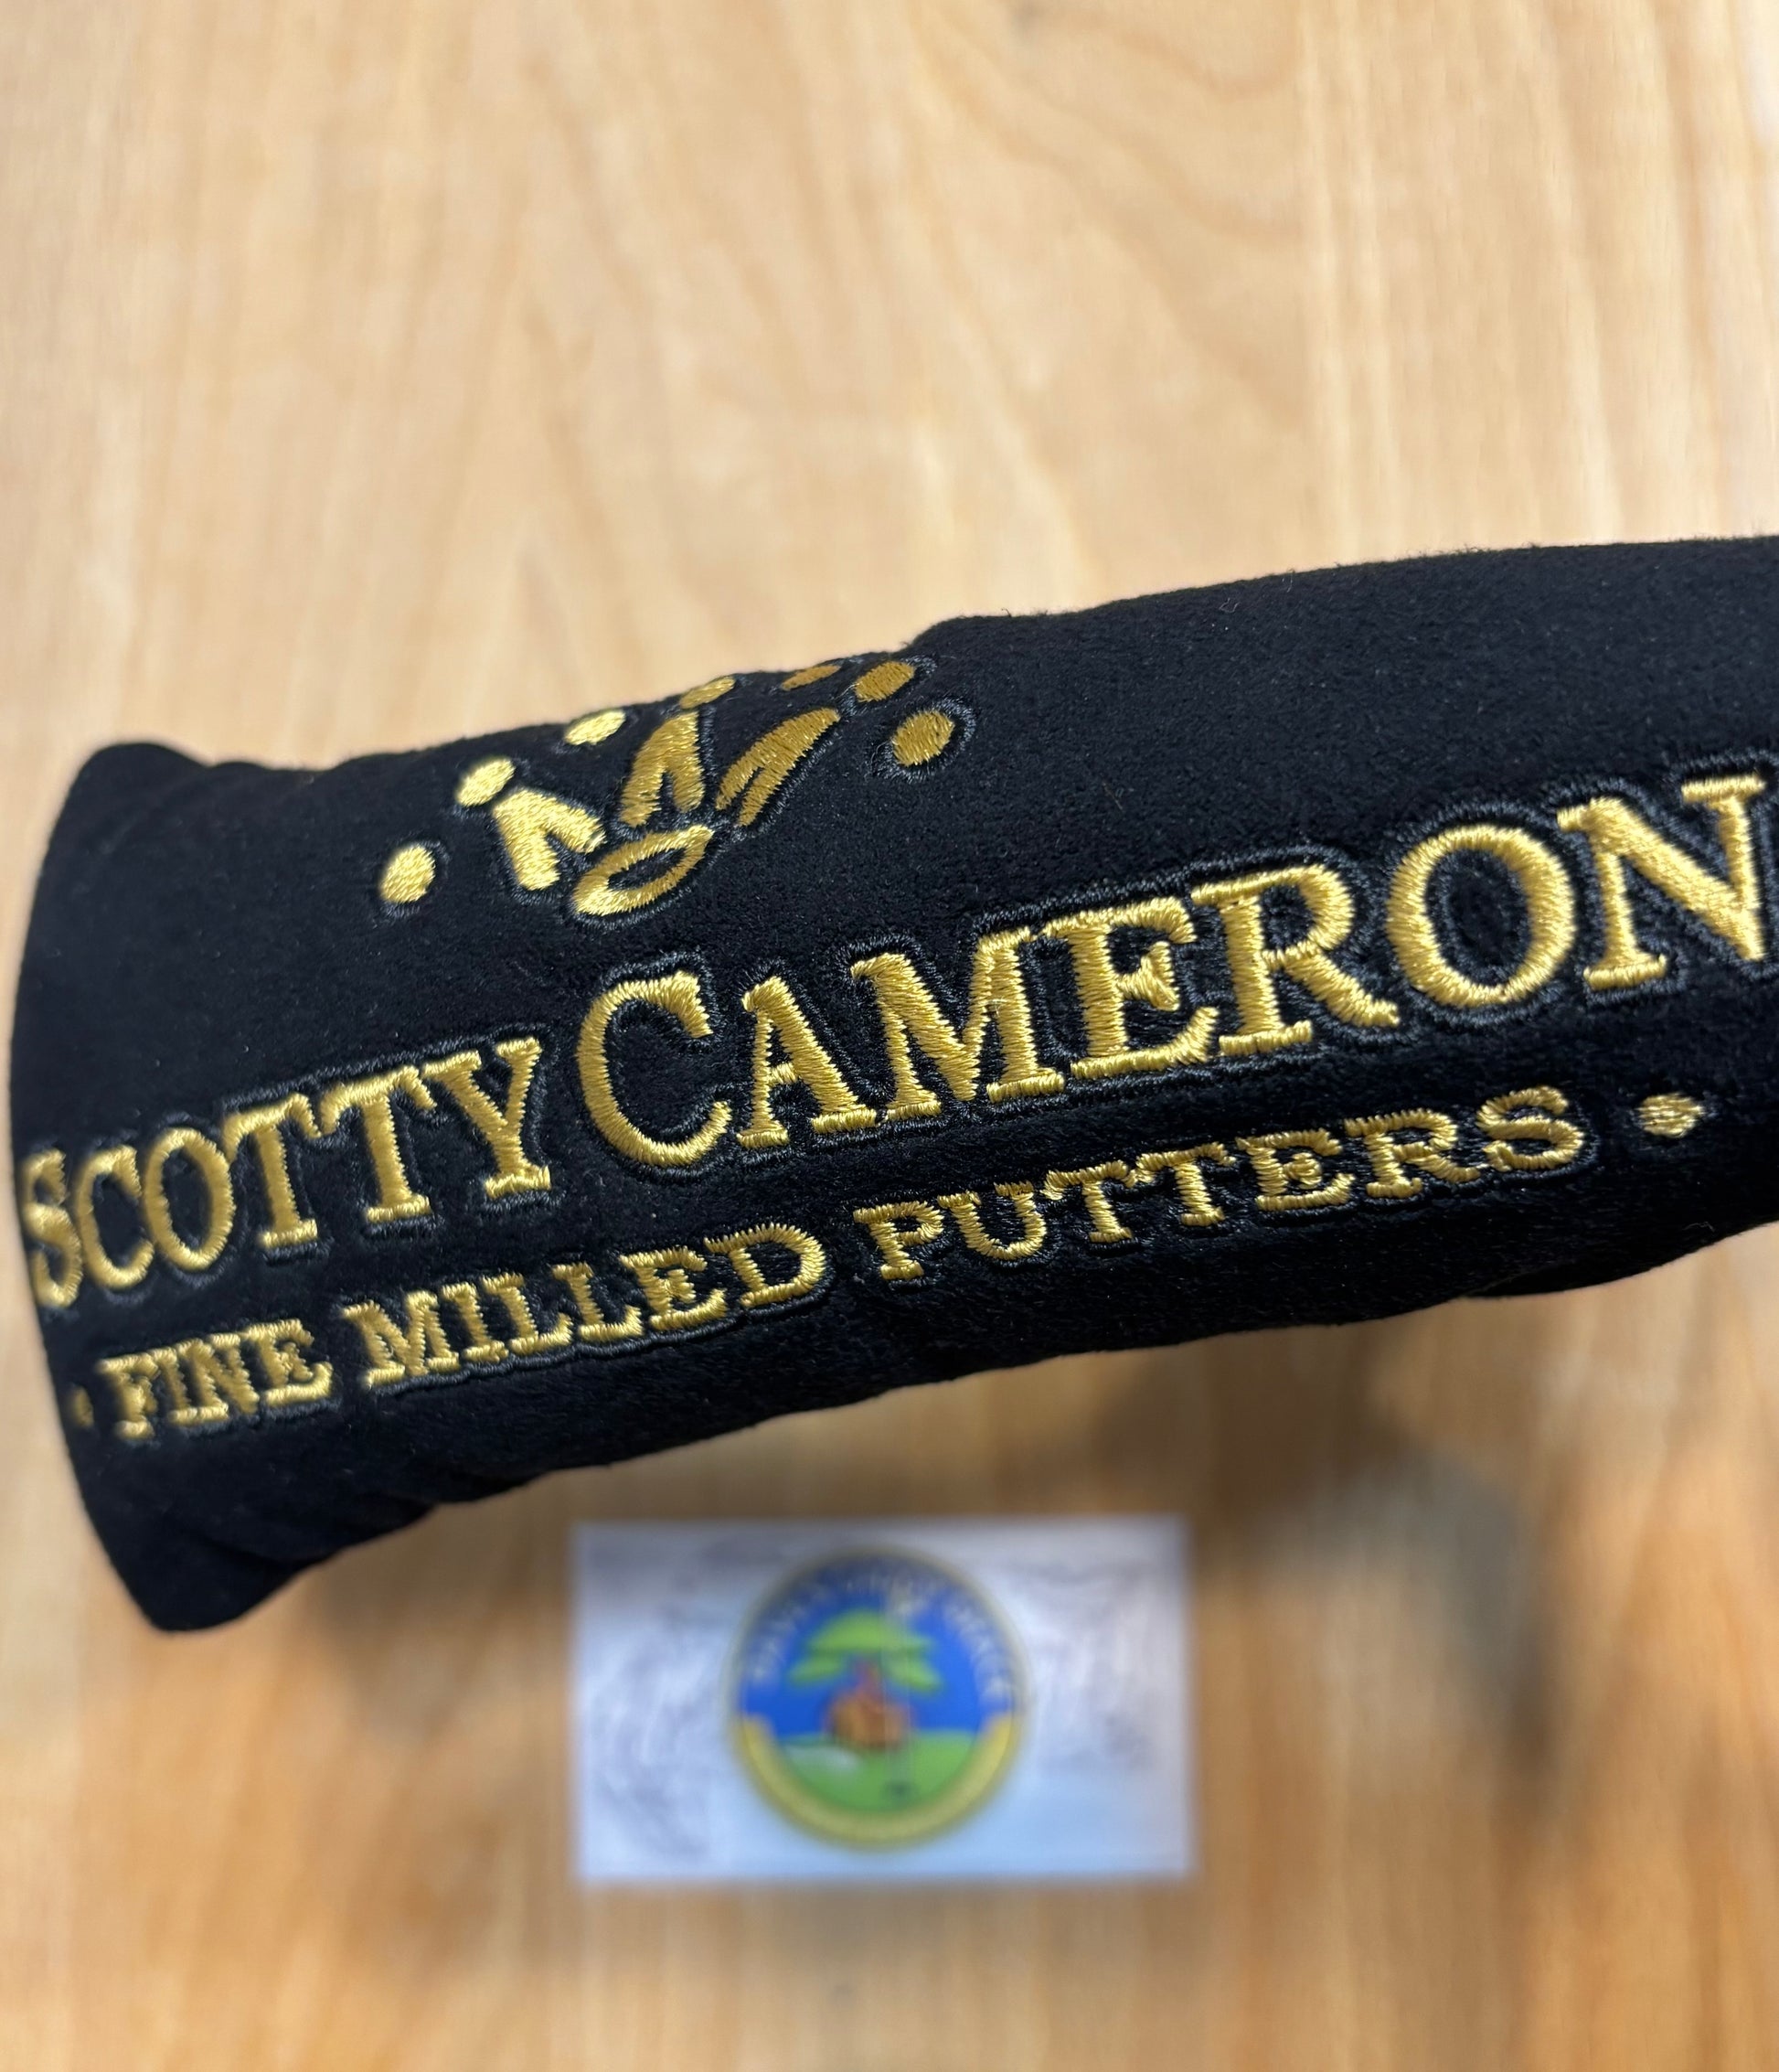 SCOTTY CAMERON
• FINE MILLED PUTTERS •